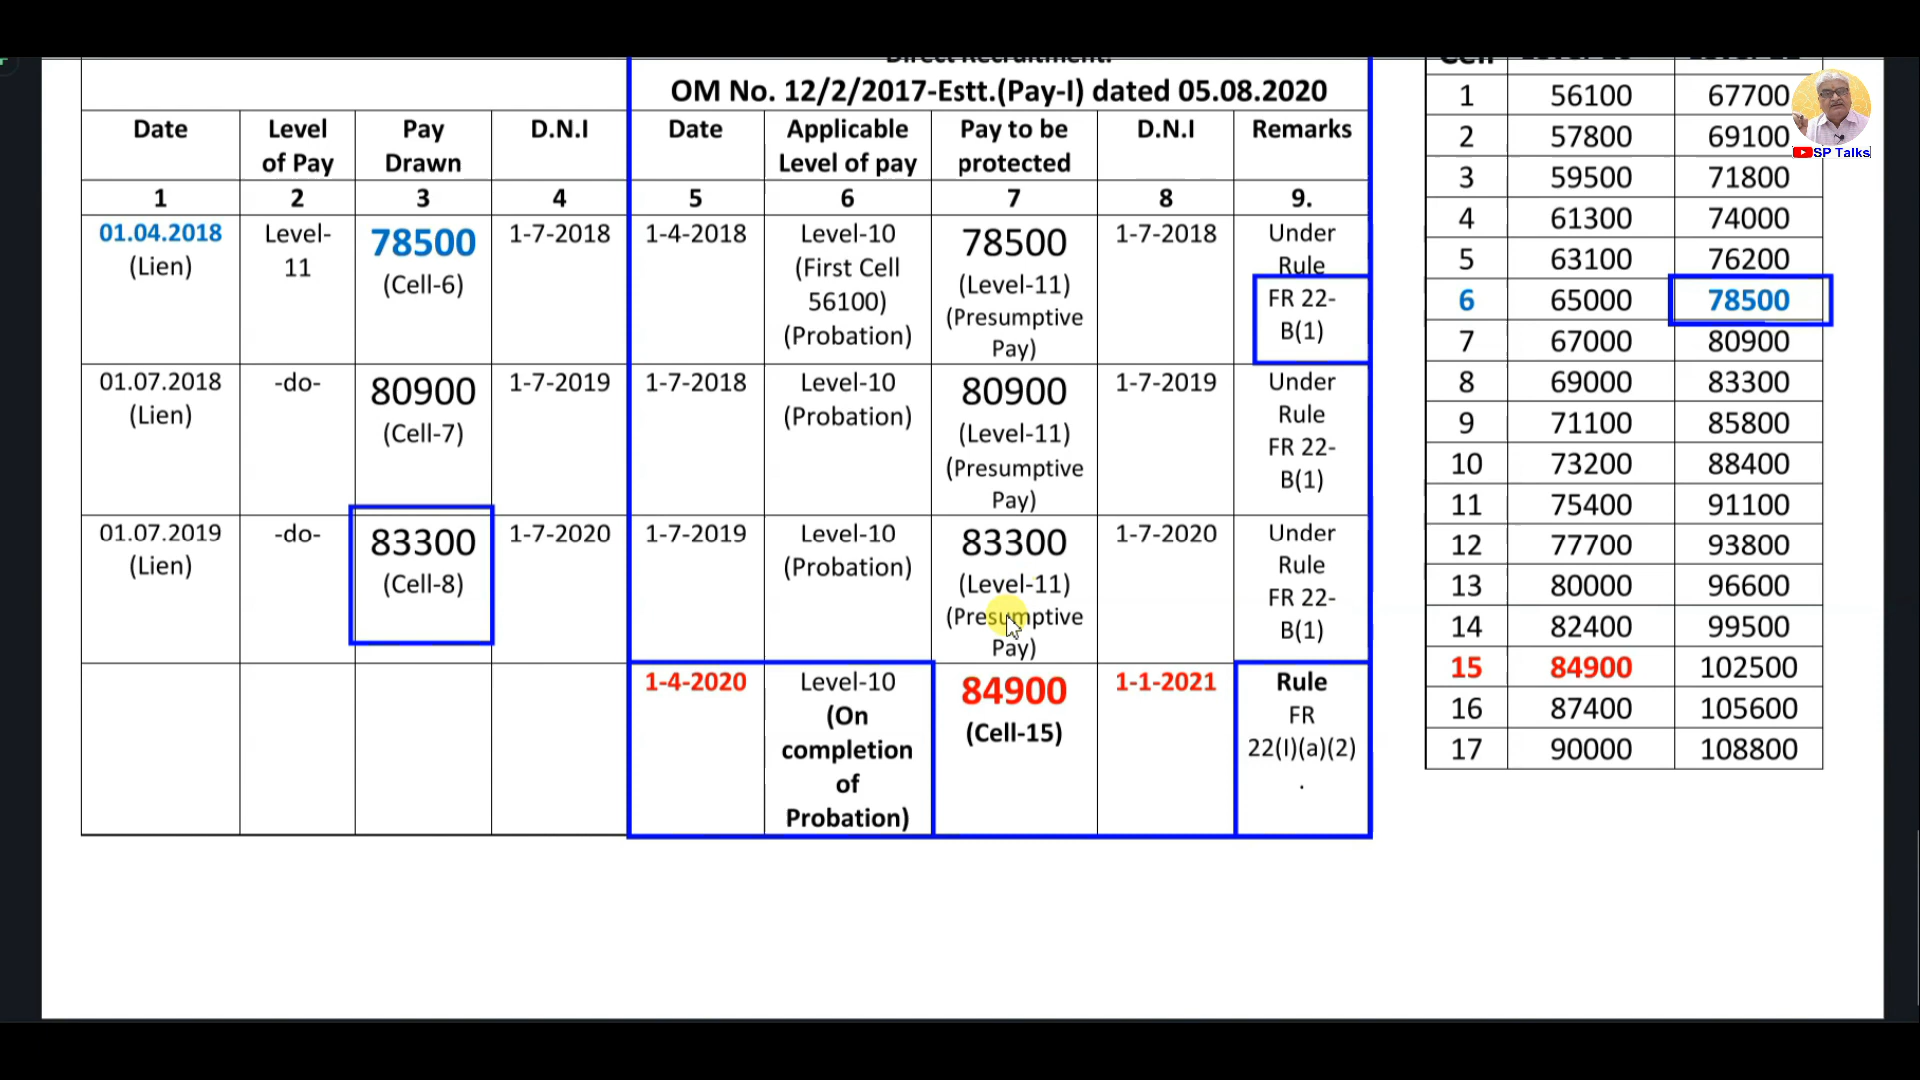 Direct Recruitment.
OM No. 12/2/2017-Estt.(Pay-I) dated 05.08.2020
Date Level of Pay Pay Drawn D.N.I Date Applicable Level of pay Pay to be protected D.N.I Remarks
1 2 3 4 5 6 7 8 9.
01.04.2018 (Lien) Level-11 78500 (Cell-6) 1-7-2018 1-4-2018 Level-10 (First Cell 56100) (Probation) 78500 (Level-11) (Presumptive Pay) 1-7-2018 Under Rule FR 22-B(1)
01.07.2018 (Lien) -do- 80900 (Cell-7) 1-7-2019 1-7-2018 Level-10 (Probation) 80900 (Level-11) (Presumptive Pay) 1-7-2019 Under Rule FR 22-B(1)
01.07.2019 (Lien) -do- 83300 (Cell-8) 1-7-2020 1-7-2019 Level-10 (Probation) 83300 (Level-11) (Presumptive Pay) 1-7-2020 Under Rule FR 22-B(1)
1-4-2020 Level-10 (On completion of Probation) 84900 (Cell-15) 1-1-2021 Rule FR 22(I)(a)(2) .
Cell
1 56100 67700
2 57800 69100
3 59500 71800
4 61300 74000
5 63100 76200
6 65000 78500
7 67000 80900
8 69000 83300
9 71100 85800
10 73200 88400
11 75400 91100
12 77700 93800
13 80000 96600
14 82400 99500
15 84900 102500
16 87400 105600
17 90000 108800
SP Talks